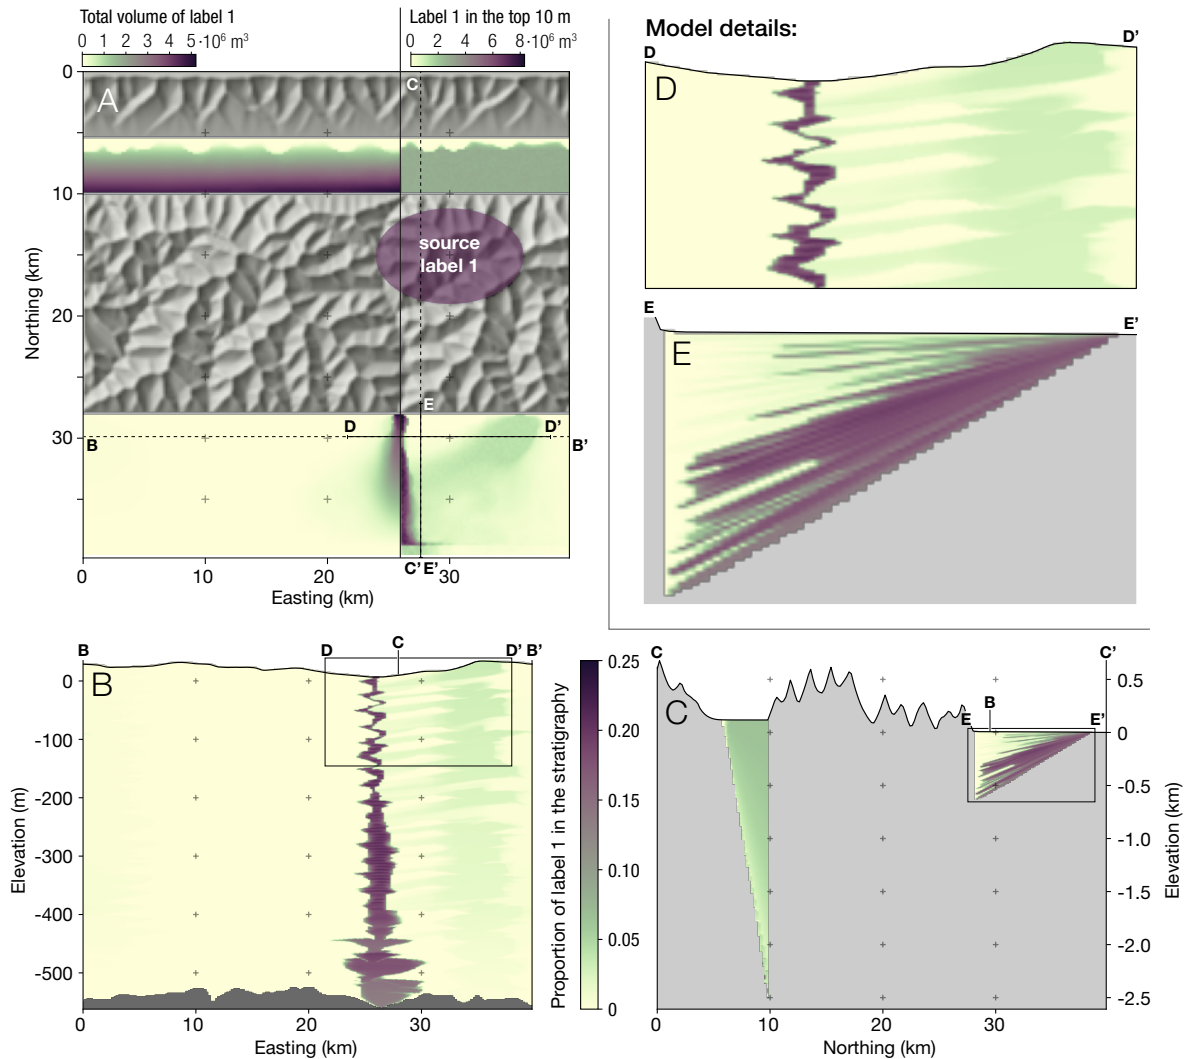 Total volume of label 1
0 1 2 3 4 5·10⁶ m³
Label 1 in the top 10 m
0 2 4 6 8·10⁶ m³
A
C
source
label 1
E
D D'
B B'
C' E'
0
10
20
30
Northing (km)
0 10 20 30
Easting (km)
Model details:
D D'
D
E E'
E
B D C D' B'
B
0
-100
-200
-300
-400
-500
Elevation (m)
0 10 20 30
Easting (km)
0.25
0.20
0.15
0.10
0.05
0
Proportion of label 1 in the stratigraphy
C C'
C
B
E E'
0.5
0
-0.5
-1.0
-1.5
-2.0
-2.5
Elevation (km)
0 10 20 30
Northing (km)